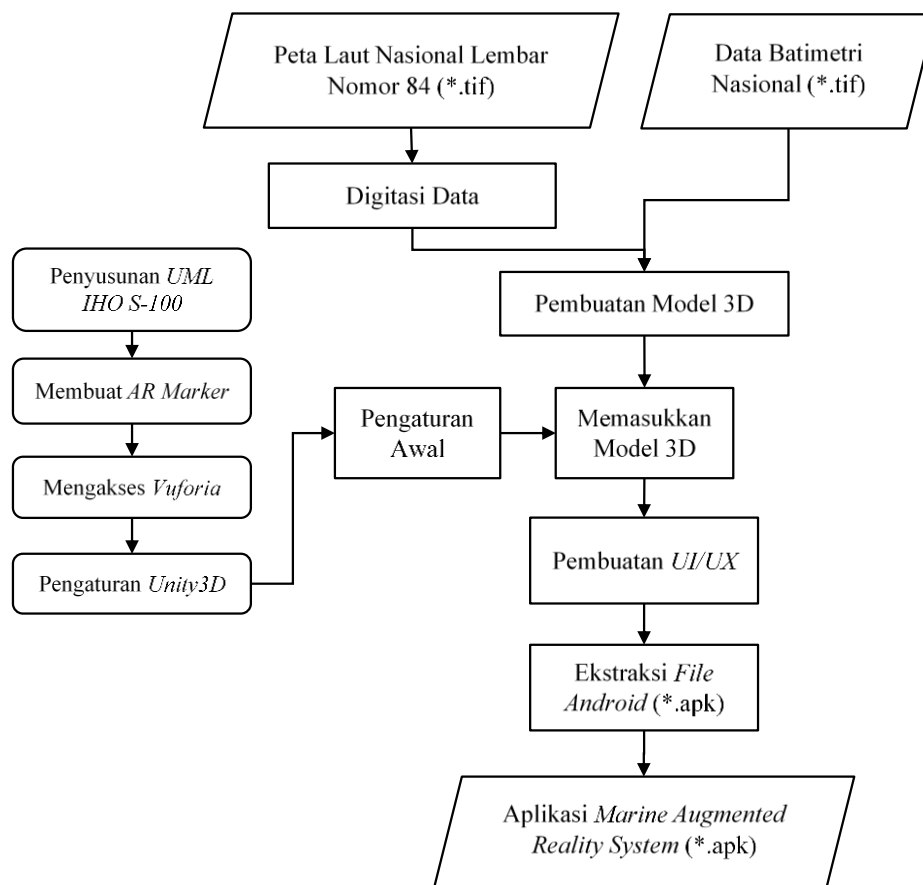 Peta Laut Nasional Lembar
Nomor 84 (*.tif)
Data Batimetri
Nasional (*.tif)
Digitasi Data
Penyusunan UML
IHO S-100
Pembuatan Model 3D
Membuat AR Marker
Pengaturan
Awal
Memasukkan
Model 3D
Mengakses Vuforia
Pengaturan Unity3D
Pembuatan UI/UX
Ekstraksi File
Android (*.apk)
Aplikasi Marine Augmented
Reality System (*.apk)